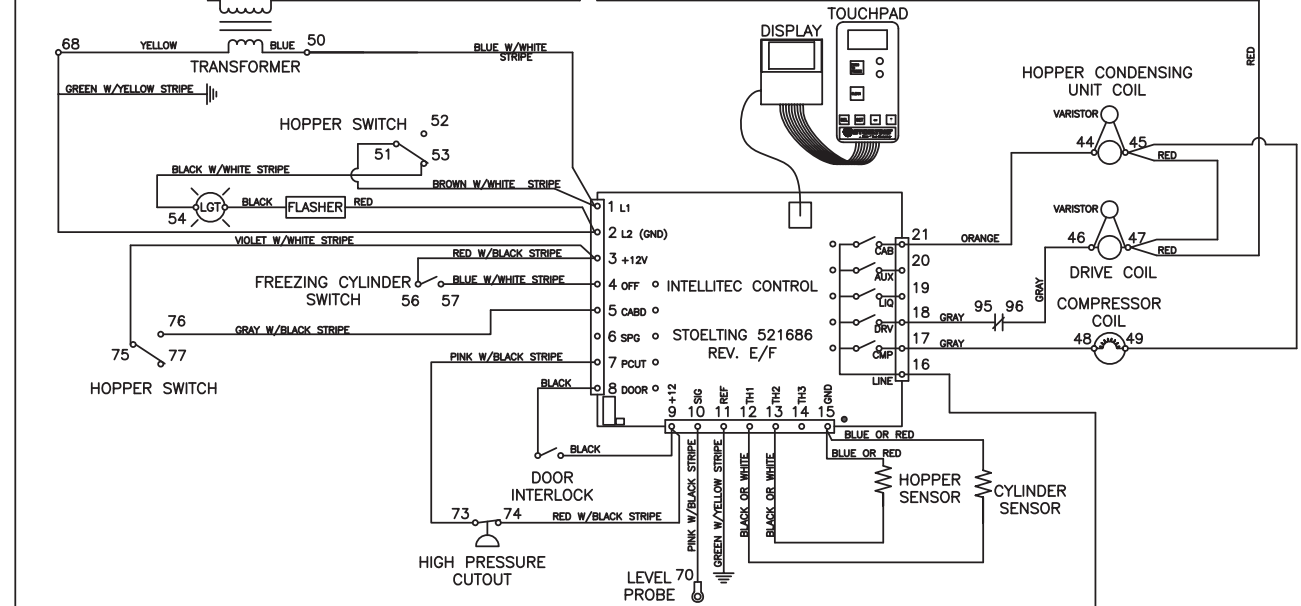 TOUCHPAD
DISPLAY
68
YELLOW
BLUE
50
BLUE W/WHITE
STRIPE
TRANSFORMER
GREEN W/YELLOW STRIPE
RED
HOPPER CONDENSING
UNIT COIL
VARISTOR
44
45
RED
HOPPER SWITCH
52
51
53
BLACK W/WHITE STRIPE
BROWN W/WHITE STRIPE
54
LGT
BLACK
FLASHER
RED
1 L1
2 L2 (GND)
VIOLET W/WHITE STRIPE
RED W/BLACK STRIPE
3 +12V
FREEZING CYLINDER
SWITCH
56
57
BLUE W/WHITE STRIPE
4 OFF
INTELLITEC CONTROL
5 CABD
6 SPG
STOELTING 521686
REV. E/F
7 PCUT
8 DOOR
76
GRAY W/BLACK STRIPE
75
77
HOPPER SWITCH
PINK W/BLACK STRIPE
BLACK
21
CAB
ORANGE
20
AUX
19
LIQ
18
DRV
GRAY
95
96
GRAY
17
CMP
GRAY
16
LINE
VARISTOR
46
47
RED
DRIVE COIL
COMPRESSOR
COIL
48
49
9 +12
10 SIG
11 REF
12 TH1
13 TH2
14 TH3
15 GND
BLACK
DOOR
INTERLOCK
73
74
RED W/BLACK STRIPE
HIGH PRESSURE
CUTOUT
PINK W/BLACK STRIPE
GREEN W/YELLOW STRIPE
BLACK OR WHITE
BLACK OR WHITE
BLUE OR RED
BLUE OR RED
HOPPER
SENSOR
CYLINDER
SENSOR
LEVEL
PROBE
70